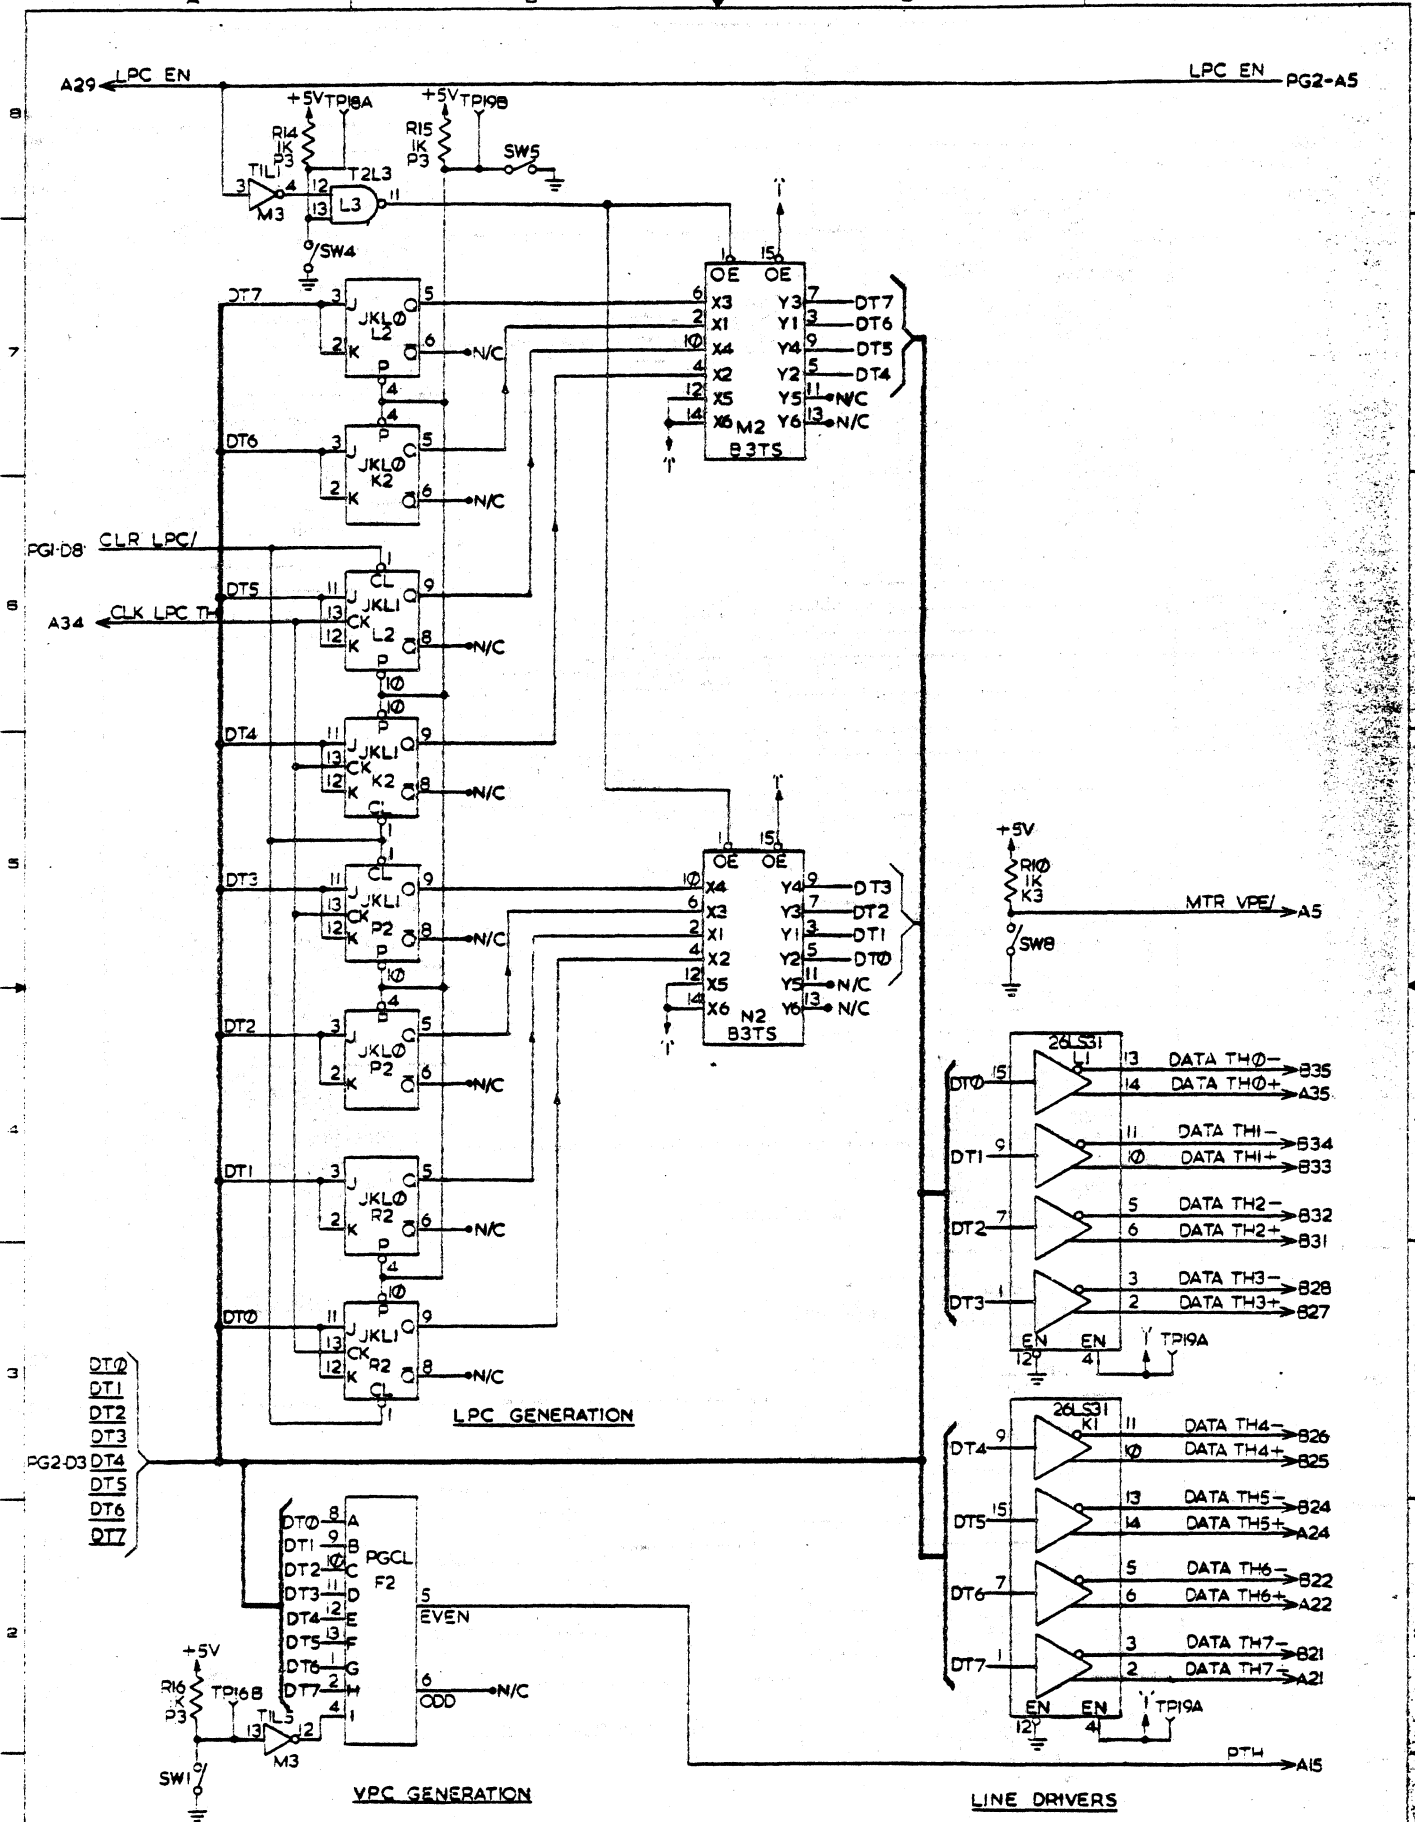 A29 LPC EN
LPC EN PG2-A5
+5V TP18A
+5V TP19B
R14
1K
P3
R15
1K
P3
SW5
T1L1
3 4
M3
T2L3
12
13
L3
11
SW4
8
7
6
5
4
3
2
DT7 3 J Q 5
JKLØ
L2
2 K Q 6 N/C
P
4
4
P
DT6 3 J Q 5
JKLØ
K2
2 K Q 6 N/C
PG1-D8 CLR LPC/
1
CL
DT5 11 J Q 9
JKL1
A34 CLK LPC TH
13 CK
L2
12 K Q 8 N/C
P
1Ø
1Ø
P
DT4 11 J Q 9
JKL1
13 CK
K2
12 K Q 8 N/C
CL
1
1
CL
DT3 11 J Q 9
JKL1
13 CK
P2
12 K Q 8 N/C
P
1Ø
4
P
DT2 3 J Q 5
JKLØ
P2
2 K Q 6 N/C
DT1 3 J Q 5
JKLØ
R2
2 K Q 6 N/C
P
4
1Ø
P
DTØ 11 J Q 9
JKL1
13 CK
R2
12 K Q 8 N/C
CL
1
LPC GENERATION
1 15
OE OE
6 X3 Y3 7 DT7
2 X1 Y1 3 DT6
1Ø X4 Y4 9 DT5
4 X2 Y2 5 DT4
12 X5 Y5 11 N/C
14 X6 Y6 13 N/C
M2
B3TS
1 15
OE OE
1Ø X4 Y4 9 DT3
6 X3 Y3 7 DT2
2 X1 Y1 3 DT1
4 X2 Y2 5 DTØ
12 X5 Y5 11 N/C
14 X6 Y6 13 N/C
N2
B3TS
+5V
R1Ø
1K
K3
MTR VPE/ A5
SW8
26LS31
L1
DTØ 15 13 DATA THØ- B35
14 DATA THØ+ A35
DT1 9 11 DATA TH1- B34
1Ø DATA TH1+ B33
DT2 7 5 DATA TH2- B32
6 DATA TH2+ B31
DT3 1 3 DATA TH3- B28
2 DATA TH3+ B27
EN EN
12 4
1 TP19A
26LS31
K1
DT4 9 11 DATA TH4- B26
1Ø DATA TH4+ B25
DT5 15 13 DATA TH5- B24
14 DATA TH5+ A24
DT6 7 5 DATA TH6- B22
6 DATA TH6+ A22
DT7 1 3 DATA TH7- B21
2 DATA TH7- A21
EN EN
12 4
1 TP19A
DTØ
DT1
DT2
DT3
PG2-D3 DT4
DT5
DT6
DT7
DTØ 8 A
DT1 9 B
DT2 1Ø C
DT3 11 D
DT4 12 E
DT5 13 F
DT6 1 G
DT7 2 H
4 I
PGCL
F2
5
EVEN
6
ODD
N/C
+5V
R16
1K
P3
TP16B
T1L5
13 12
M3
SW1
PTH A15
VPC GENERATION
LINE DRIVERS